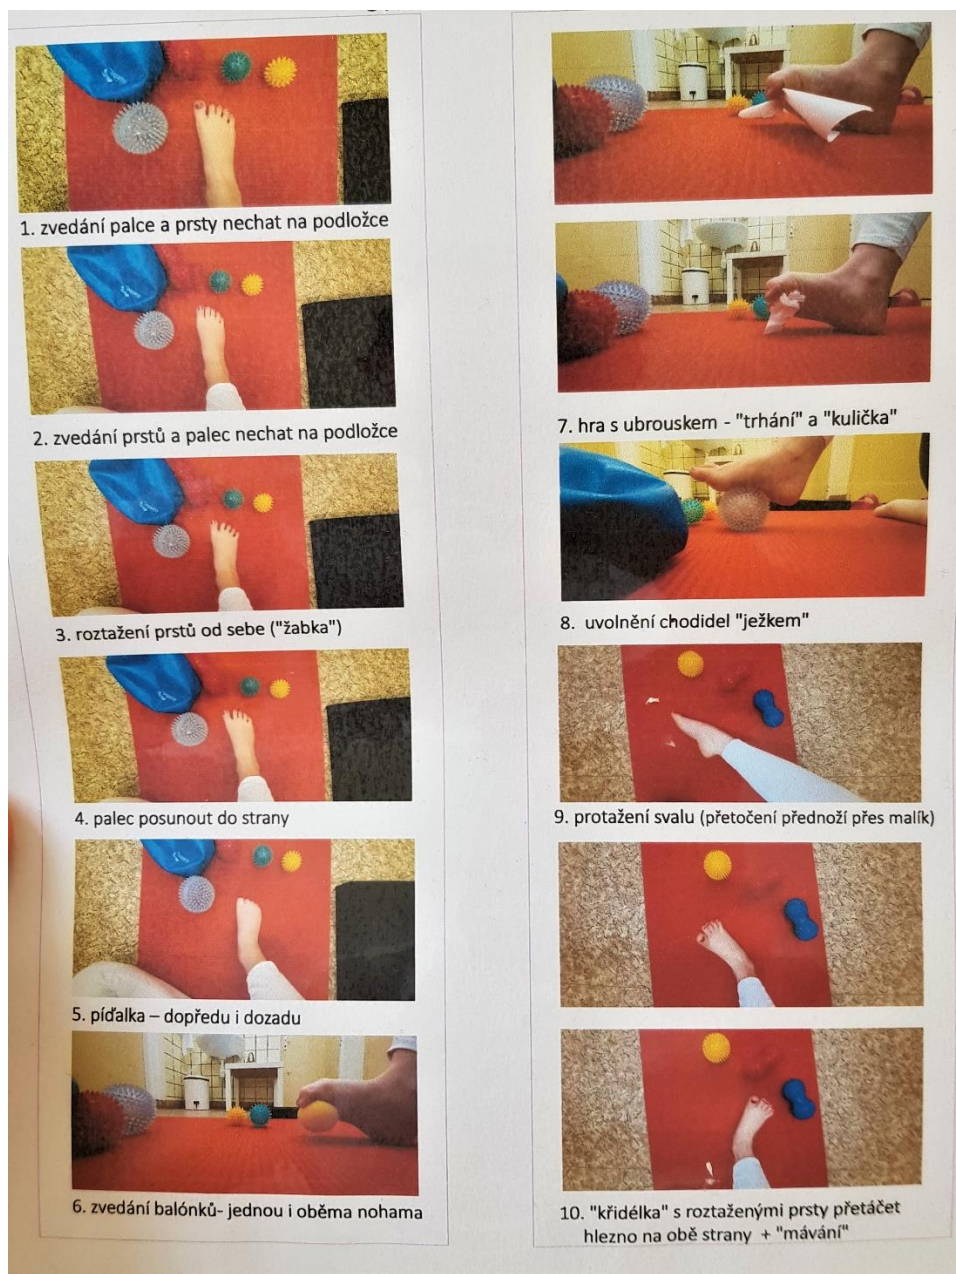 1. zvedání palce a prsty nechat na podložce
2. zvedání prstů a palec nechat na podložce
3. roztažení prstů od sebe ("žabka")
4. palec posunout do strany
5. píďalka – dopředu i dozadu
6. zvedání balónků- jednou i oběma nohama
7. hra s ubrouskem - "trhání" a "kulička"
8. uvolnění chodidel "ježkem"
9. protažení svalu (přetočení přednoží přes malík)
10. "křidélka" s roztaženými prsty přetáčet
hlezno na obě strany + "mávání"